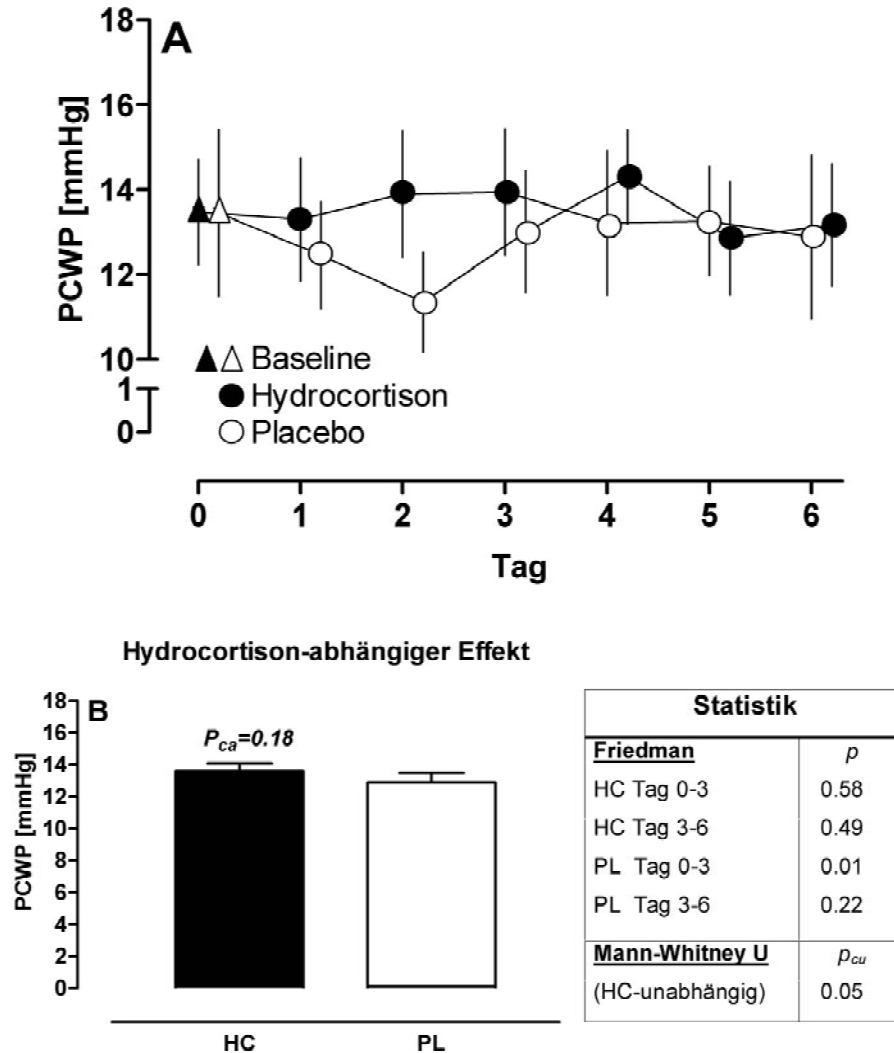 18
A
16
14
12
10
1
0
PCWP [mmHg]
Baseline
Hydrocortison
Placebo
0 1 2 3 4 5 6
Tag
Hydrocortison-abhängiger Effekt
18
16
14
12
10
8
6
4
2
0
PCWP [mmHg]
B
Pca=0.18
HC PL
Statistik
Friedman p
HC Tag 0-3 0.58
HC Tag 3-6 0.49
PL Tag 0-3 0.01
PL Tag 3-6 0.22
Mann-Whitney U pcu
(HC-unabhängig) 0.05